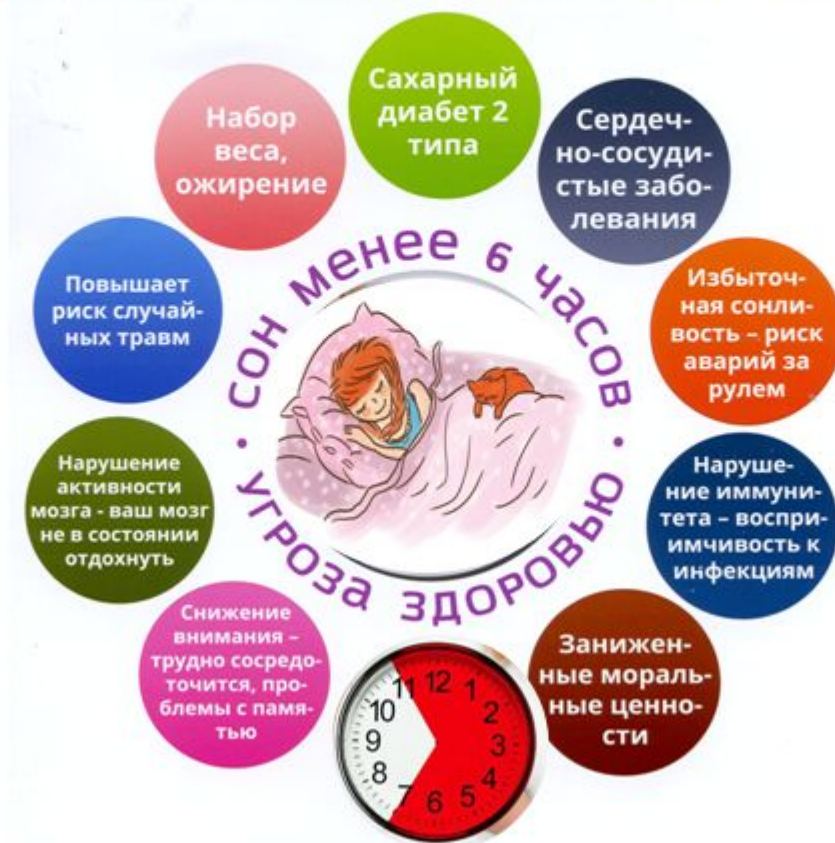 Сахарный
диабет 2
типа
Сердеч-
но-сосуди-
стые забо-
левания
Избыточ-
ная сонли-
вость – риск
аварий за
рулем
Наруше-
ние иммуни-
тета – воспри-
имчивость к
инфекциям
Занижен-
ные мораль-
ные ценно-
сти
Снижение
внимания –
трудно сосредо-
точится, про-
блемы с памя-
тью
Нарушение
активности
мозга - ваш мозг
не в состоянии
отдохнуть
Повышает
риск случай-
ных травм
Набор
веса,
ожирение
сон менее 6 часов
• угроза здоровью •
12
1
2
3
4
5
6
7
8
9
10
11